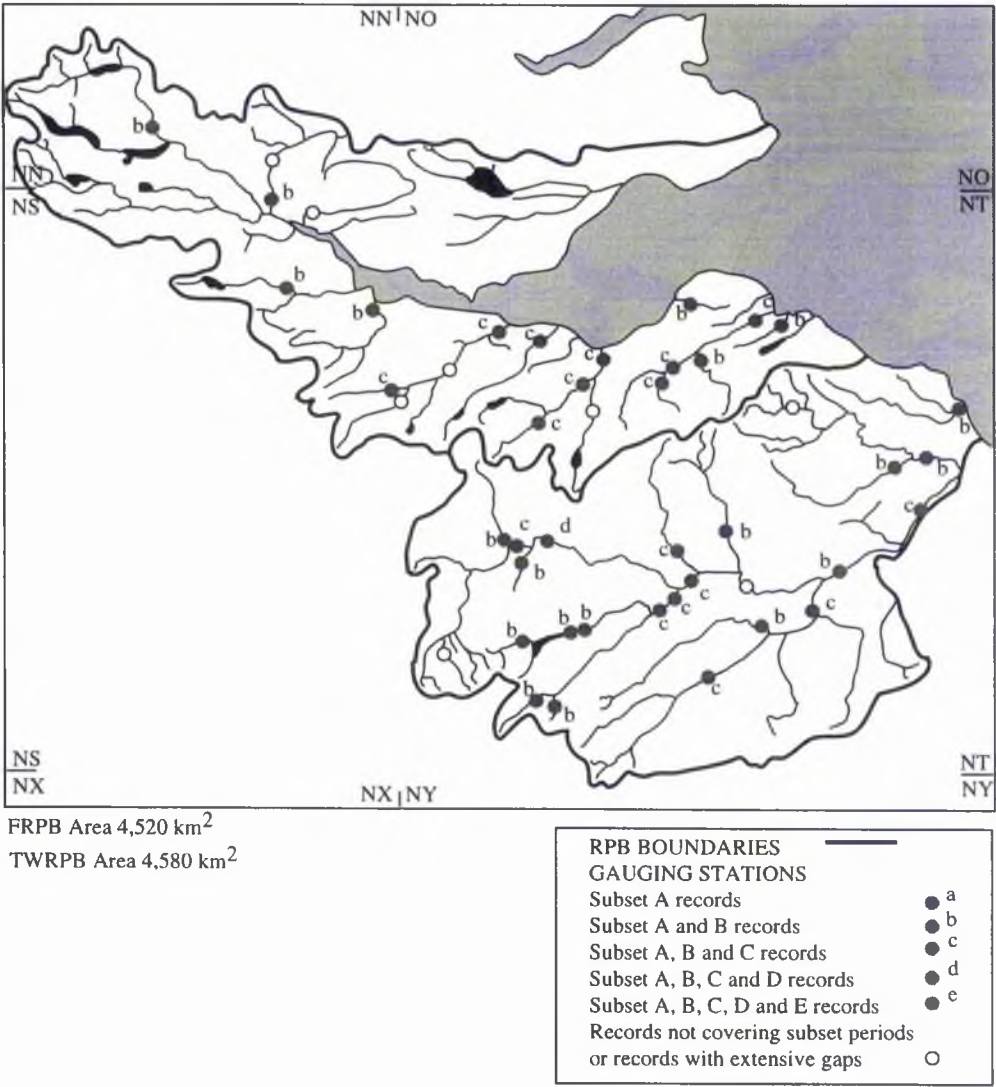 NN NO
b
NN
NS
b
NO
NT
b
b
c
c
c
b
c
b
b
c
c
c
c
c
b
b
b
c
b
c
d
b
c
b
b
c
c
c
b
c
b
b
b
b
c
b
b
NS
NX
NX NY
NT
NY
FRPB Area 4,520 km2
TWRPB Area 4,580 km2
RPB BOUNDARIES
GAUGING STATIONS
Subset A records a
Subset A and B records b
Subset A, B and C records c
Subset A, B, C and D records d
Subset A, B, C, D and E records e
Records not covering subset periods
or records with extensive gaps